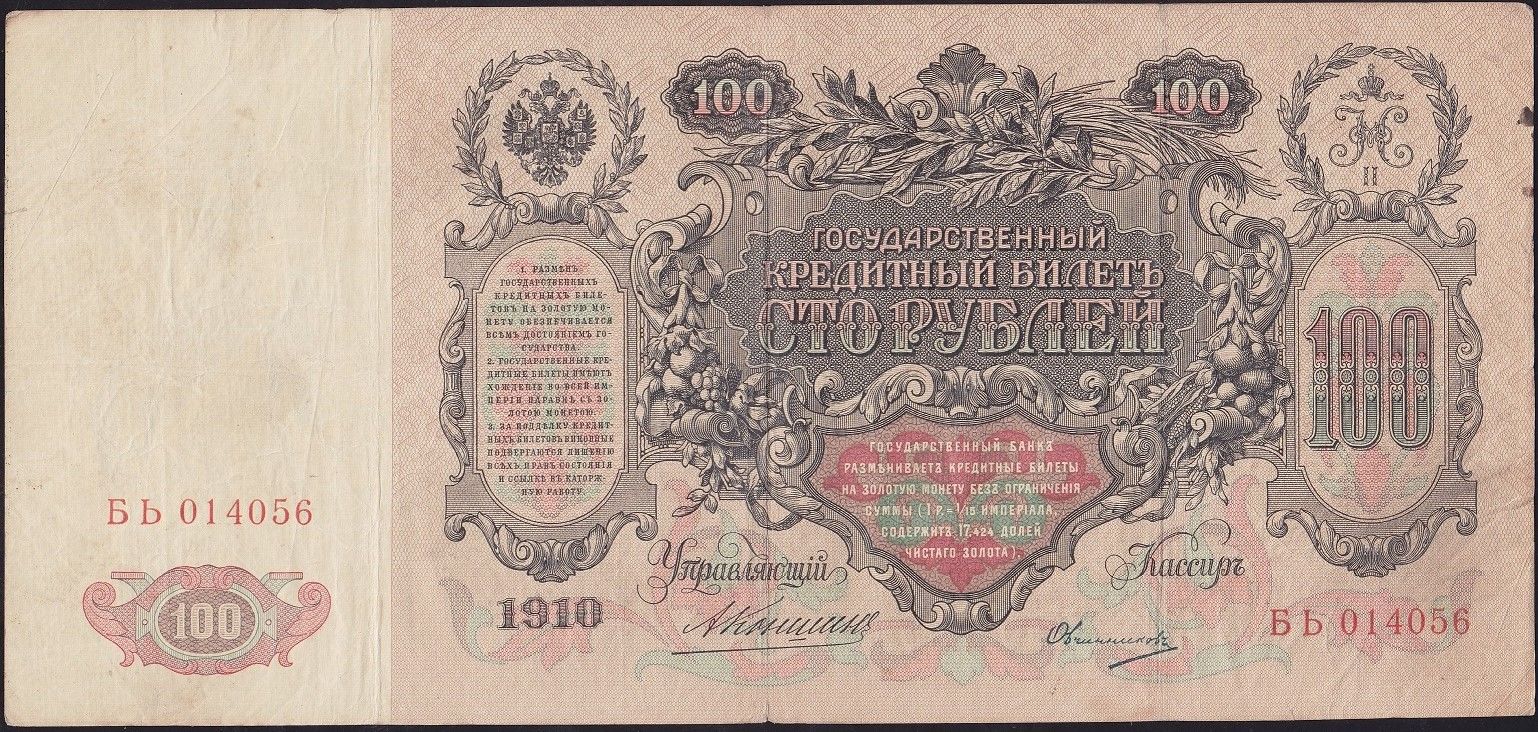 100
100
II
ГОСУДАРСТВЕННЫЙ
КРЕДИТНЫЙ БИЛЕТЪ
СТО РУБЛЕЙ
1. РАЗМѢНЪ
ГОСУДАРСТВЕННЫХЪ
КРЕДИТНЫХЪ БИЛЕ-
ТОВЪ НА ЗОЛОТУЮ МО-
НЕТУ ОБЕЗПЕЧИВАЕТСЯ
ВСѢМЪ ДОСТОЯНІЕМЪ ГО-
СУДАРСТВА.
2. ГОСУДАРСТВЕННЫЕ КРЕ-
ДИТНЫЕ БИЛЕТЫ ИМѢЮТЪ
ХОЖДЕНІЕ ВО ВСЕЙ ИМ-
ПЕРІИ НАРАВНѢ СЪ ЗО-
ЛОТОЮ МОНЕТОЮ.
3. ЗА ПОДДѢЛКУ КРЕДИТ-
НЫХЪ БИЛЕТОВЪ ВИНОВНЫЕ
ПОДВЕРГАЮТСЯ ЛИШЕНІЮ
ВСѢХЪ ПРАВЪ СОСТОЯНІЯ
И ССЫЛКѢ ВЪ КАТОРЖ-
НУЮ РАБОТУ.
100
ГОСУДАРСТВЕННЫЙ БАНКЪ
РАЗМѢНИВАЕТЪ КРЕДИТНЫЕ БИЛЕТЫ
НА ЗОЛОТУЮ МОНЕТУ БЕЗЪ ОГРАНИЧЕНІЯ
СУММЫ (1 Р.= 1/15 ИМПЕРІАЛА,
СОДЕРЖИТЪ 17,424 ДОЛЕЙ
ЧИСТАГО ЗОЛОТА).
БЬ 014056
100
Управляющій
Кассиръ
1910
АКоншинъ
Овчинниковъ
БЬ 014056